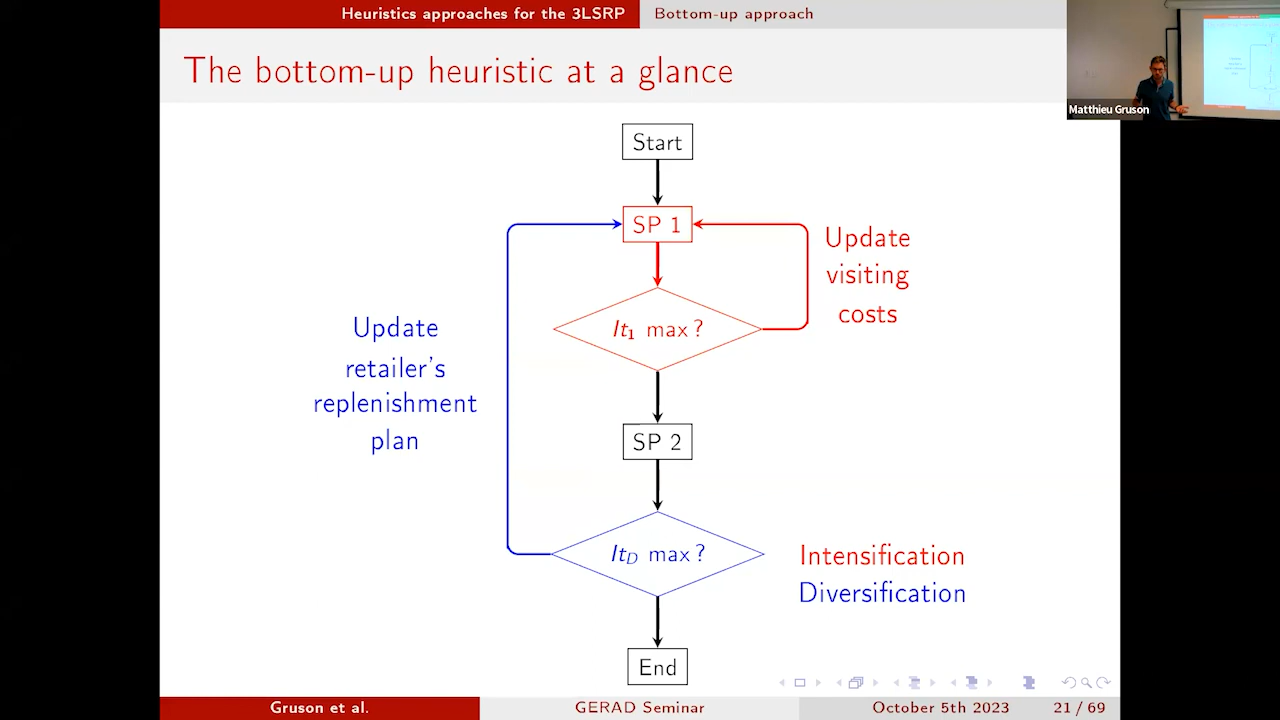 Heuristics approaches for the 3LSRP
Bottom-up approach
The bottom-up heuristic at a glance
Matthieu Gruson
Start
SP 1
Update
visiting
costs
It1 max ?
Update
retailer's
replenishment
plan
SP 2
ItD max ?
Intensification
Diversification
End
Gruson et al.
GERAD Seminar
October 5th 2023
21 / 69